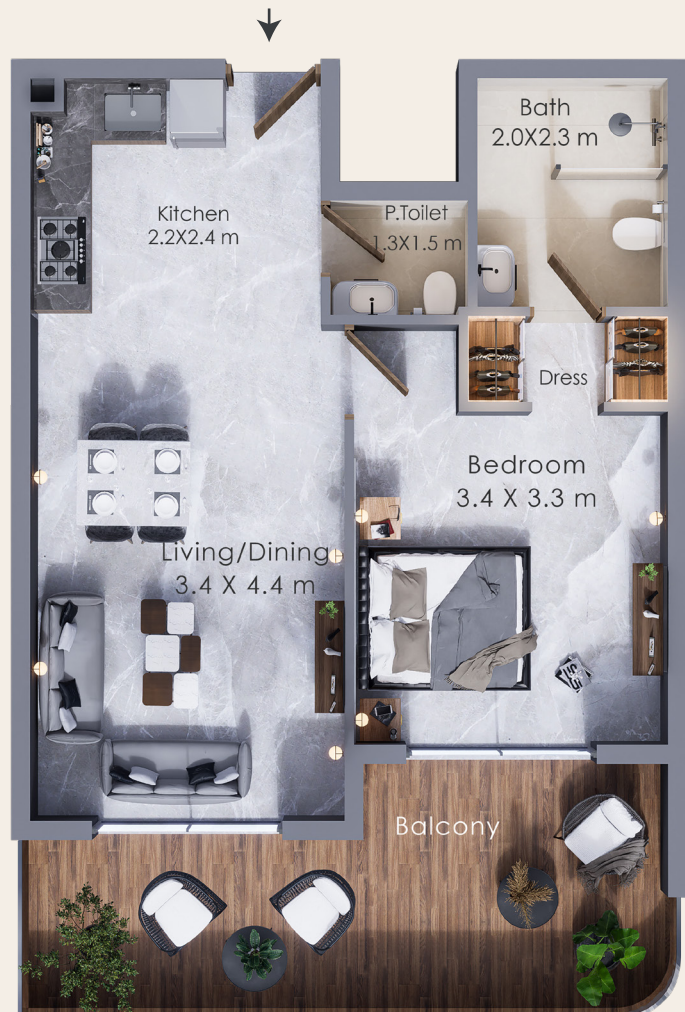 Bath
2.0X2.3 m
Kitchen
2.2X2.4 m
P.Toilet
1.3X1.5 m
Dress
Bedroom
3.4 X 3.3 m
Living/Dining
3.4 X 4.4 m
Balcony